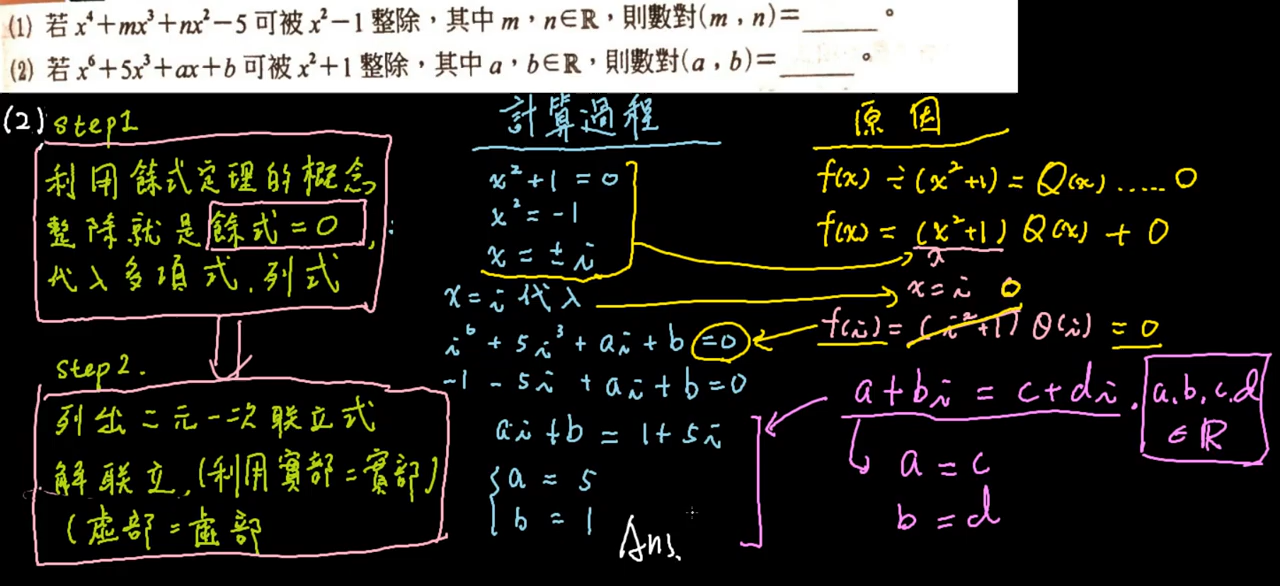 (1) 若 x⁴+mx³+nx²−5 可被 x²−1 整除,其中 m,n∈ℝ,則數對(m,n)=______。
(2) 若 x⁶+5x³+ax+b 可被 x²+1 整除,其中 a,b∈ℝ,則數對(a,b)=______。
(2) step1
利用餘式定理的概念,
整除就是餘式=0,
代入多項式.列式
step2.
列出二元一次联立式
解联立.(利用實部=實部)
(虛部=虛部
計算過程
x²+1=0
x²=-1
x=±i
x=i 代入
i⁶+5i³+ai+b=0
-1-5i+ai+b=0
ai+b=1+5i
{a=5
b=1
Ans.
原因
f(x)÷(x²+1)=Q(x).....0
f(x)=(x²+1)Q(x)+0
x=i 0
f(i)=(i²+1)Q(i)=0
a+bi=c+di. a.b.c.d
∈ℝ
a=c
b=d